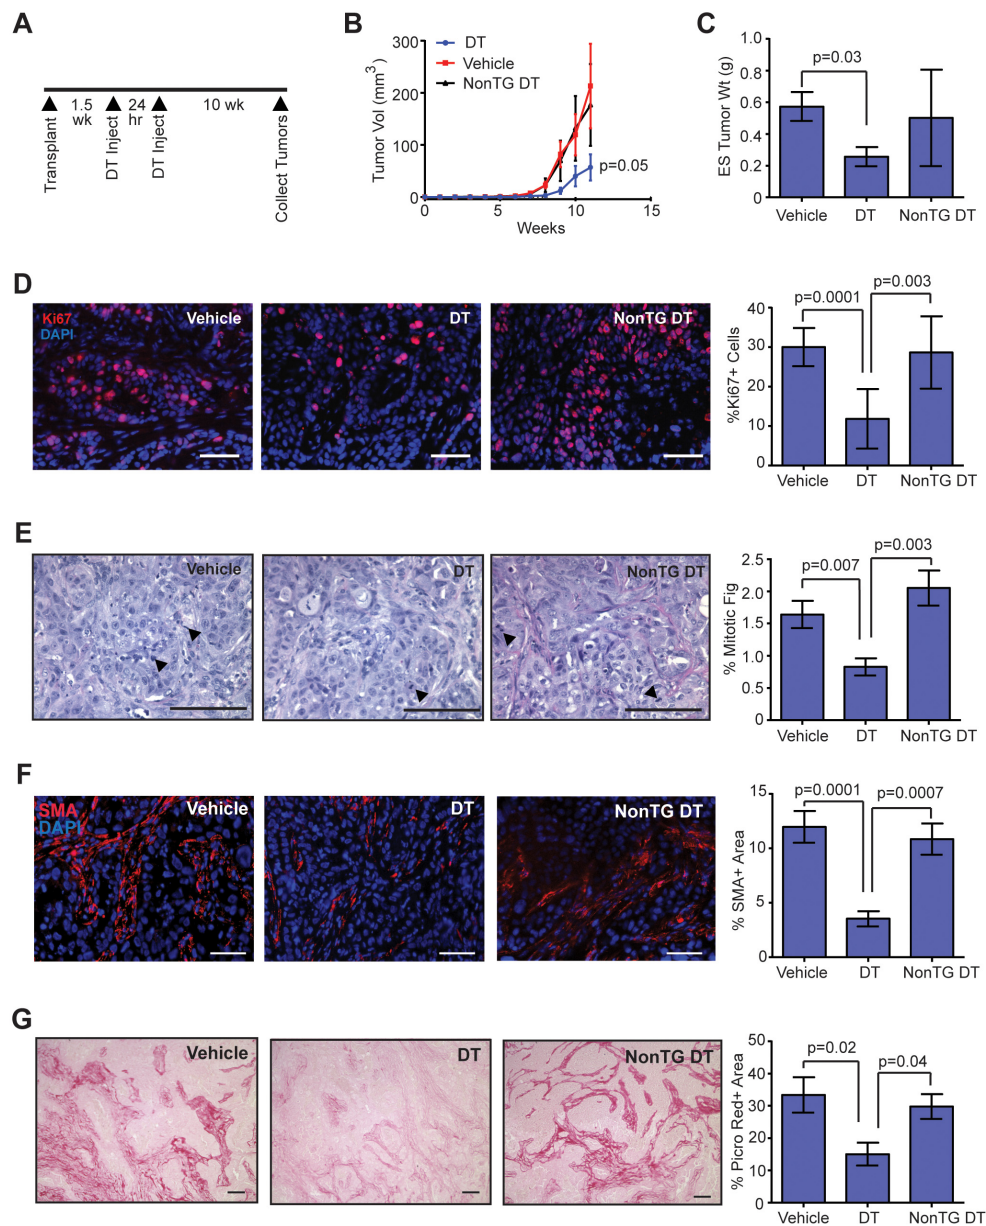 A
1.5
wk
24
hr
10 wk
Transplant
DT Inject
DT Inject
Collect Tumors
B
DT
Vehicle
NonTG DT
Tumor Vol (mm3)
300
200
100
0
0
5
10
15
Weeks
p=0.05
C
ES Tumor Wt (g)
1.0
0.8
0.6
0.4
0.2
0
p=0.03
Vehicle
DT
NonTG DT
D
Ki67
DAPI
Vehicle
DT
NonTG DT
%Ki67+ Cells
40
30
20
10
0
p=0.0001
p=0.003
Vehicle
DT
NonTG DT
E
Vehicle
DT
NonTG DT
% Mitotic Fig
2.5
2.0
1.5
1.0
0.5
0
p=0.007
p=0.003
Vehicle
DT
NonTG DT
F
SMA
DAPI
Vehicle
DT
NonTG DT
% SMA+ Area
15
10
5
0
p=0.0001
p=0.0007
Vehicle
DT
NonTG DT
G
Vehicle
DT
NonTG DT
% Picro Red+ Area
50
40
30
20
10
0
p=0.02
p=0.04
Vehicle
DT
NonTG DT